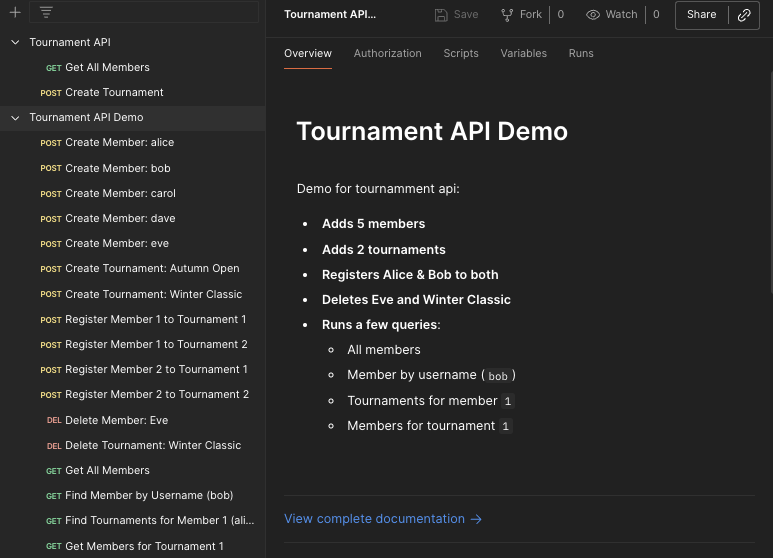 Tournament API
GET Get All Members
POST Create Tournament
Tournament API Demo
POST Create Member: alice
POST Create Member: bob
POST Create Member: carol
POST Create Member: dave
POST Create Member: eve
POST Create Tournament: Autumn Open
POST Create Tournament: Winter Classic
POST Register Member 1 to Tournament 1
POST Register Member 1 to Tournament 2
POST Register Member 2 to Tournament 1
POST Register Member 2 to Tournament 2
DEL Delete Member: Eve
DEL Delete Tournament: Winter Classic
GET Get All Members
GET Find Member by Username (bob)
GET Find Tournaments for Member 1 (ali...
GET Get Members for Tournament 1
Tournament API... Save Fork 0 Watch 0 Share
Overview Authorization Scripts Variables Runs
Tournament API Demo
Demo for tournamment api:
• Adds 5 members
• Adds 2 tournaments
• Registers Alice & Bob to both
• Deletes Eve and Winter Classic
• Runs a few queries:
◦ All members
◦ Member by username ( bob )
◦ Tournaments for member 1
◦ Members for tournament 1
View complete documentation →